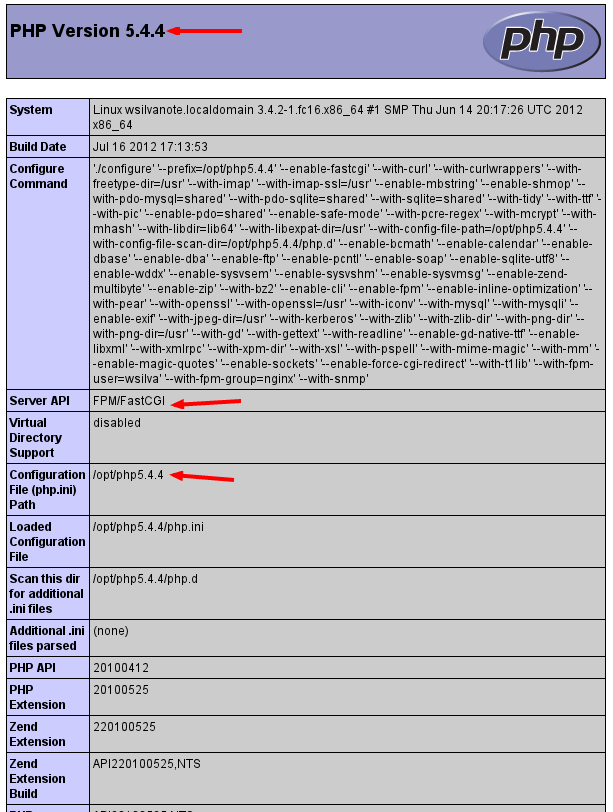 PHP Version 5.4.4
php
System
Linux wsilvanote.localdomain 3.4.2-1.fc16.x86_64 #1 SMP Thu Jun 14 20:17:26 UTC 2012
x86_64
Build Date
Jul 16 2012 17:13:53
Configure
Command
'./configure' '--prefix=/opt/php5.4.4' '--enable-fastcgi' '--with-curl' '--with-curlwrappers' '--with-
freetype-dir=/usr' '--with-imap' '--with-imap-ssl=/usr' '--enable-mbstring' '--enable-shmop' '--
with-pdo-mysql=shared' '--with-pdo-sqlite=shared' '--with-sqlite=shared' '--with-tidy' '--with-ttf' '-
-with-pic' '--enable-pdo=shared' '--enable-safe-mode' '--with-pcre-regex' '--with-mcrypt' '--with-
mhash' '--with-libdir=lib64' '--with-libexpat-dir=/usr' '--with-config-file-path=/opt/php5.4.4' '--
with-config-file-scan-dir=/opt/php5.4.4/php.d' '--enable-bcmath' '--enable-calendar' '--enable-
dbase' '--enable-dba' '--enable-ftp' '--enable-pcntl' '--enable-soap' '--enable-sqlite-utf8' '--
enable-wddx' '--enable-sysvsem' '--enable-sysvshm' '--enable-sysvmsg' '--enable-zend-
multibyte' '--enable-zip' '--with-bz2' '--enable-cli' '--enable-fpm' '--enable-inline-optimization' '--
with-pear' '--with-openssl' '--with-openssl=/usr' '--with-iconv' '--with-mysql' '--with-mysqli' '--
enable-exif' '--with-jpeg-dir=/usr' '--with-kerberos' '--with-zlib' '--with-zlib-dir' '--with-png-dir' '--
with-png-dir=/usr' '--with-gd' '--with-gettext' '--with-readline' '--enable-gd-native-ttf' '--enable-
libxml' '--with-xmlrpc' '--with-xpm-dir' '--with-xsl' '--with-pspell' '--with-mime-magic' '--with-mm' '-
-enable-magic-quotes' '--enable-sockets' '--enable-force-cgi-redirect' '--with-t1lib' '--with-fpm-
user=wsilva' '--with-fpm-group=nginx' '--with-snmp'
Server API
FPM/FastCGI
Virtual
Directory
Support
disabled
Configuration
File (php.ini)
Path
/opt/php5.4.4
Loaded
Configuration
File
/opt/php5.4.4/php.ini
Scan this dir
for additional
.ini files
/opt/php5.4.4/php.d
Additional .ini
files parsed
(none)
PHP API
20100412
PHP
Extension
20100525
Zend
Extension
220100525
Zend
Extension
Build
API220100525,NTS